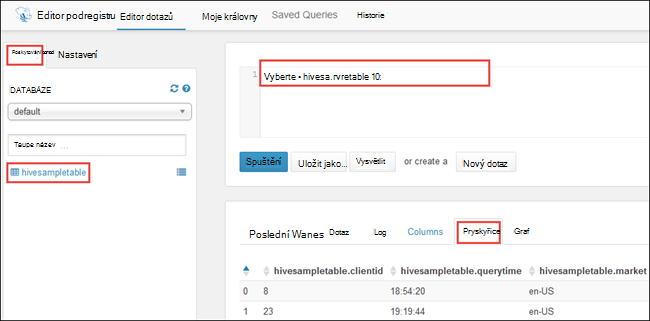 Editor podregistru Editor dotazů Moje královny Saved Queries Historie
Nastavení
DATABÁZE
default
Taupe název ...
hivesampletable
1 Vyberte • hivesa.rvretable 10:
Spuštění Uložit jako... Vysvětlit or create a Nový dotaz
Poslední Wanes Dotaz Log Columns Pryskyřice Graf
hivesampletable.clientid hivesampletable.querytime hivesampletable.market
0 8 18:54:20 en-US
1 23 19:19:44 en-US